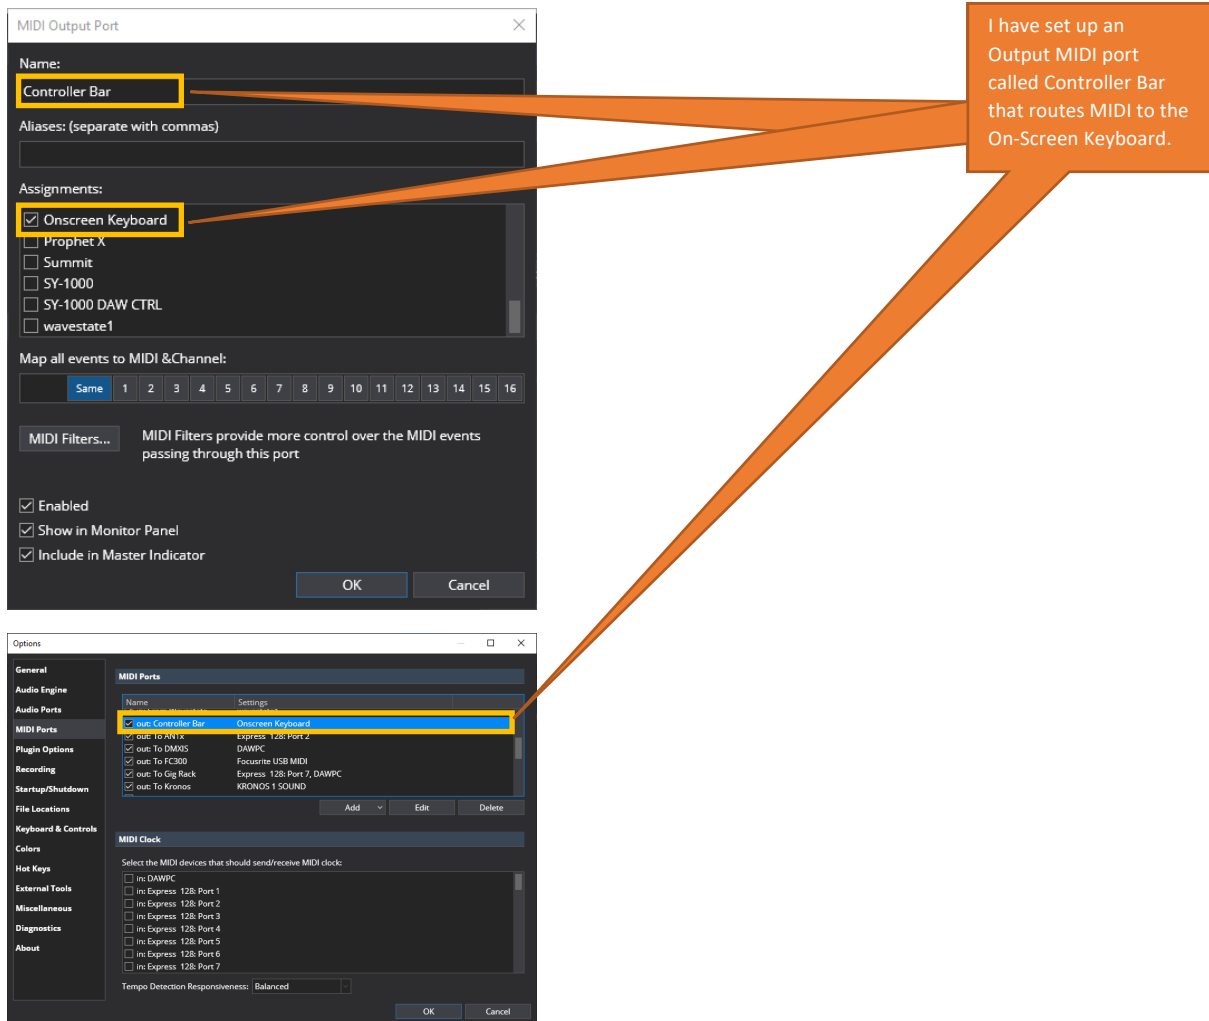 MIDI Output Port
Name:
Controller Bar
Aliases: (separate with commas)
Assignments:
Onscreen Keyboard
Prophet X
Summit
SY-1000
SY-1000 DAW CTRL
wavestate1
Map all events to MIDI &Channel:
Same 1 2 3 4 5 6 7 8 9 10 11 12 13 14 15 16
MIDI Filters... MIDI Filters provide more control over the MIDI events
passing through this port
Enabled
Show in Monitor Panel
Include in Master Indicator
OK Cancel
I have set up an
Output MIDI port
called Controller Bar
that routes MIDI to the
On-Screen Keyboard.
Options
General
Audio Engine
Audio Ports
MIDI Ports
Plugin Options
Recording
Startup/Shutdown
File Locations
Keyboard & Controls
Colors
Hot Keys
External Tools
Miscellaneous
Diagnostics
About
MIDI Ports
Name Settings
out: Controller Bar Onscreen Keyboard
out: To AN1x Express 128: Port 2
out: To DMXIS DAWPC
out: To FC300 Focusrite USB MIDI
out: To Gig Rack Express 128: Port 7, DAWPC
out: To Kronos KRONOS 1 SOUND
Add Edit Delete
MIDI Clock
Select the MIDI devices that should send/receive MIDI clock:
in: DAWPC
in: Express 128: Port 1
in: Express 128: Port 2
in: Express 128: Port 3
in: Express 128: Port 4
in: Express 128: Port 5
in: Express 128: Port 6
in: Express 128: Port 7
Tempo Detection Responsiveness: Balanced
OK Cancel